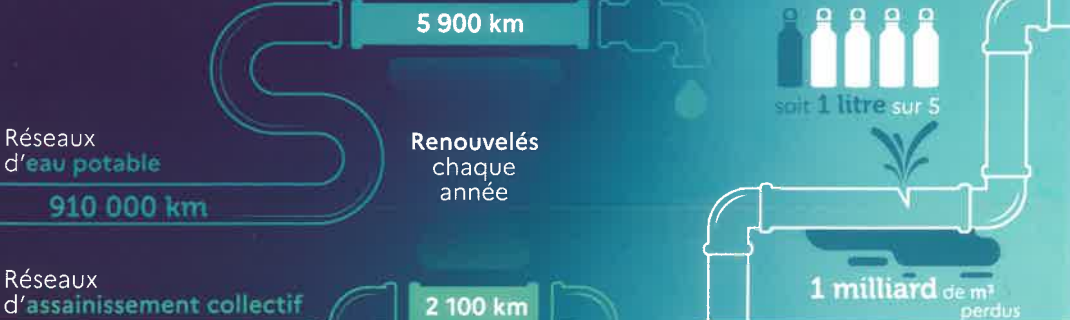 5 900 km
soit 1 litre sur 5
Réseaux
d'eau potable
910 000 km
Renouvelés
chaque
année
Réseaux
d'assainissement collectif
2 100 km
1 milliard de m³
perdus